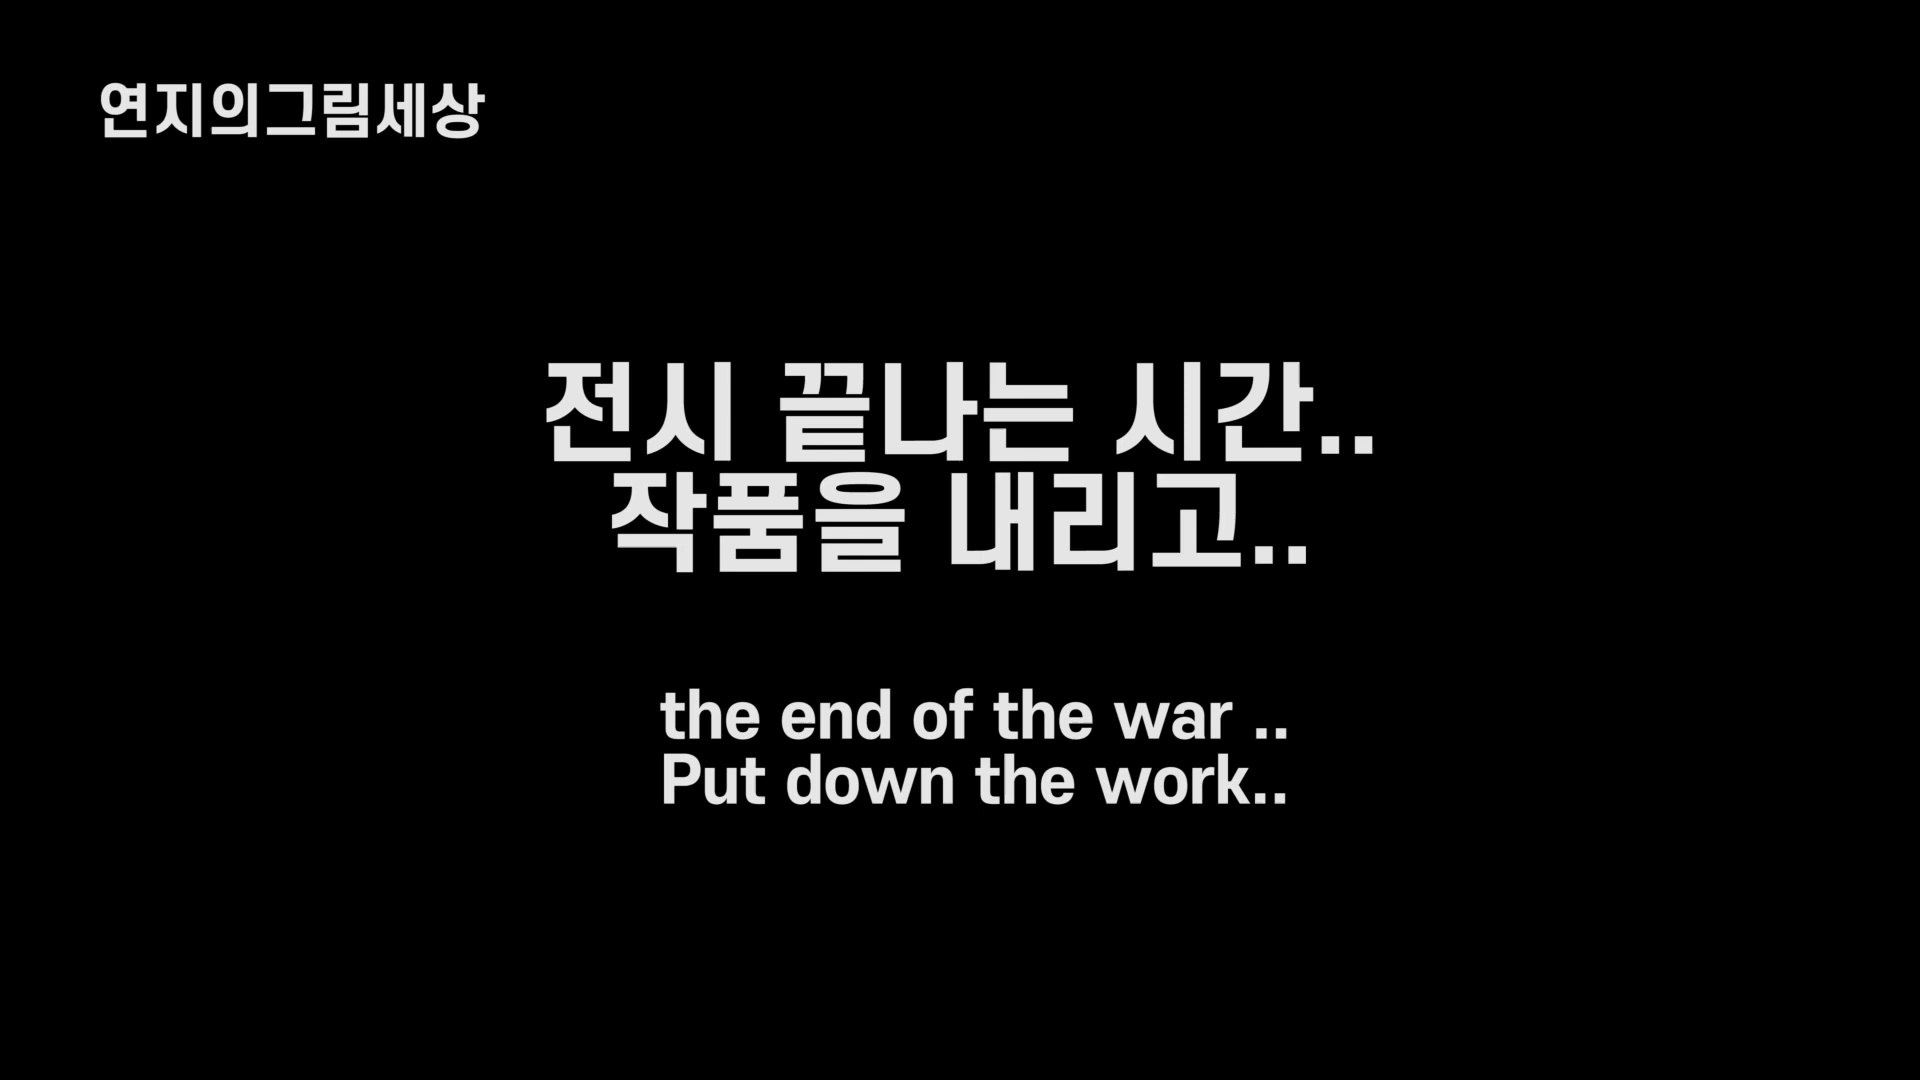 연지의그림세상
전시 끝나는 시간..
작품을 내리고..
the end of the war ..
Put down the work..